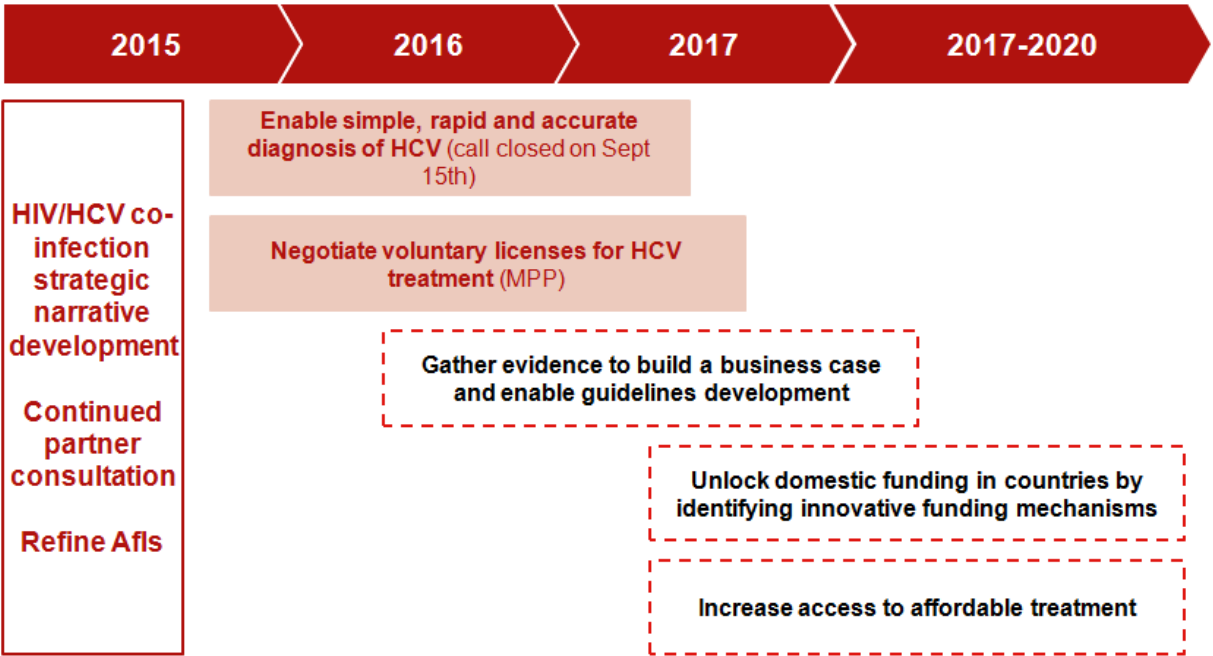 2015
2016
2017
2017-2020
HIV/HCV co-
infection
strategic
narrative
development
Continued
partner
consultation
Refine AfIs
Enable simple, rapid and accurate
diagnosis of HCV (call closed on Sept
15th)
Negotiate voluntary licenses for HCV
treatment (MPP)
Gather evidence to build a business case
and enable guidelines development
Unlock domestic funding in countries by
identifying innovative funding mechanisms
Increase access to affordable treatment